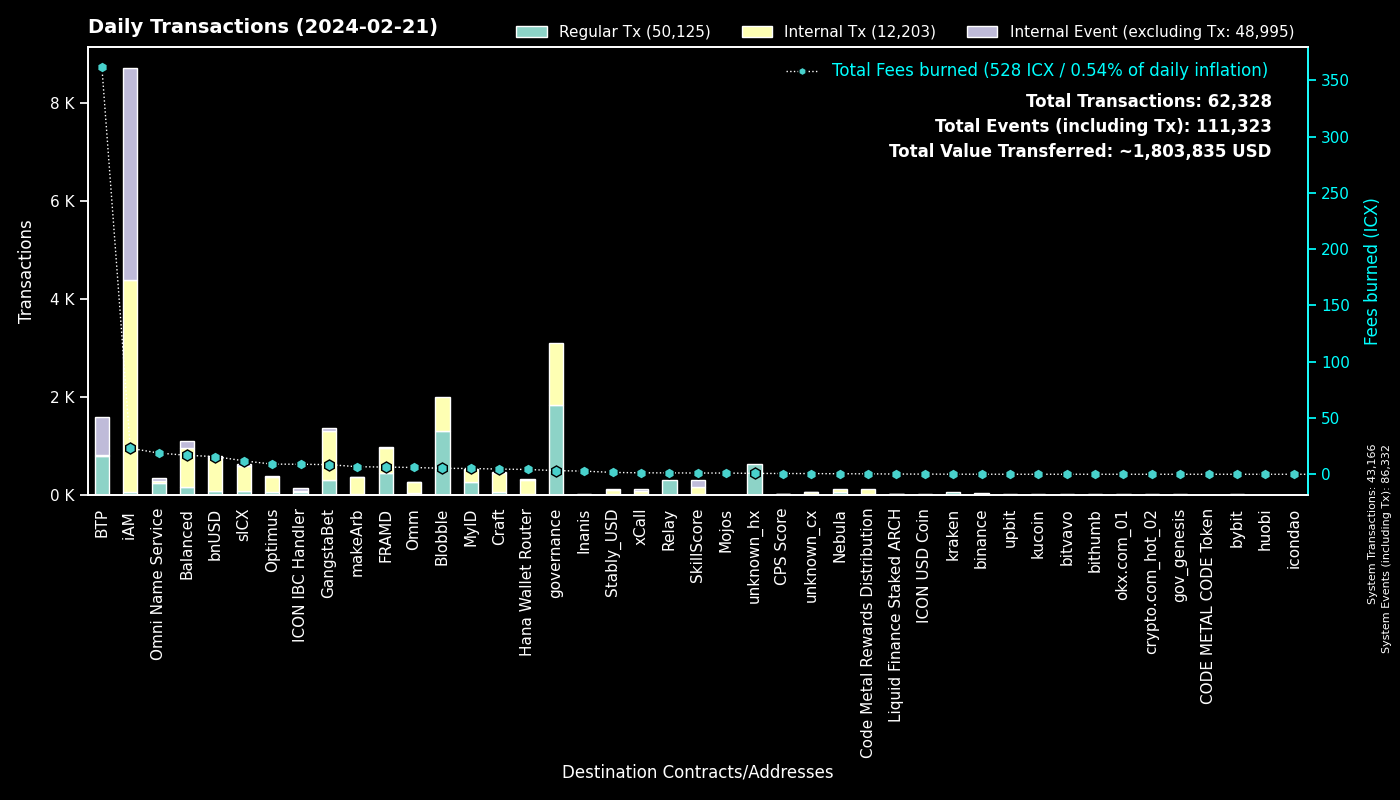 Daily Transactions (2024-02-21)
Regular Tx (50,125)
Internal Tx (12,203)
Internal Event (excluding Tx: 48,995)
Total Fees burned (528 ICX / 0.54% of daily inflation)
Total Transactions: 62,328
Total Events (including Tx): 111,323
Total Value Transferred: ~1,803,835 USD
Transactions
8 K
6 K
4 K
2 K
0 K
350
300
250
200
150
100
50
0
Fees burned (ICX)
BTP
iAM
Omni Name Service
Balanced
bnUSD
sICX
Optimus
ICON IBC Handler
GangstaBet
makeArb
FRAMD
Omm
Blobble
MyID
Craft
Hana Wallet Router
governance
Inanis
Stably_USD
xCall
Relay
SkillScore
Mojos
unknown_hx
CPS Score
unknown_cx
Nebula
Code Metal Rewards Distribution
Liquid Finance Staked ARCH
ICON USD Coin
kraken
binance
upbit
kucoin
bitvavo
bithumb
okx.com_01
crypto.com_hot_02
gov_genesis
CODE METAL CODE Token
bybit
huobi
icondao
Destination Contracts/Addresses
System Transactions: 43,166
System Events (including Tx): 86,332